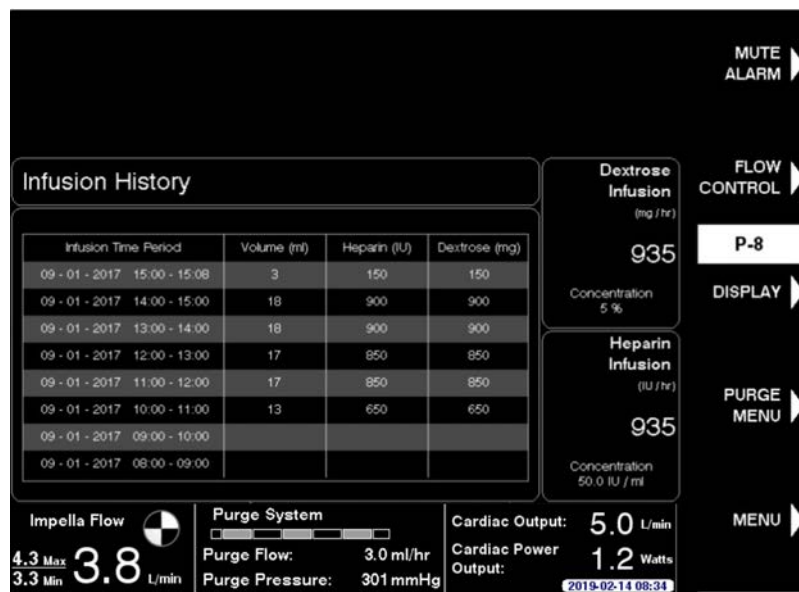 MUTE
ALARM
Infusion History
Infusion Time Period Volume (ml) Heparin (IU) Dextrose (mg)
09 - 01 - 2017 15:00 - 15:08 3 150 150
09 - 01 - 2017 14:00 - 15:00 18 900 900
09 - 01 - 2017 13:00 - 14:00 18 900 900
09 - 01 - 2017 12:00 - 13:00 17 850 850
09 - 01 - 2017 11:00 - 12:00 17 850 850
09 - 01 - 2017 10:00 - 11:00 13 650 650
09 - 01 - 2017 09:00 - 10:00
09 - 01 - 2017 08:00 - 09:00
Dextrose
Infusion
(mg / hr)
935
Concentration
5 %
Heparin
Infusion
(IU / hr)
935
Concentration
50.0 IU / ml
FLOW
CONTROL
P-8
DISPLAY
PURGE
MENU
MENU
Impella Flow
4.3 Max
3.3 Min
3.8 L/min
Purge System
Purge Flow: 3.0 ml/hr
Purge Pressure: 301 mmHg
Cardiac Output: 5.0 L/min
Cardiac Power
Output: 1.2 Watts
2019-02-14 08:34